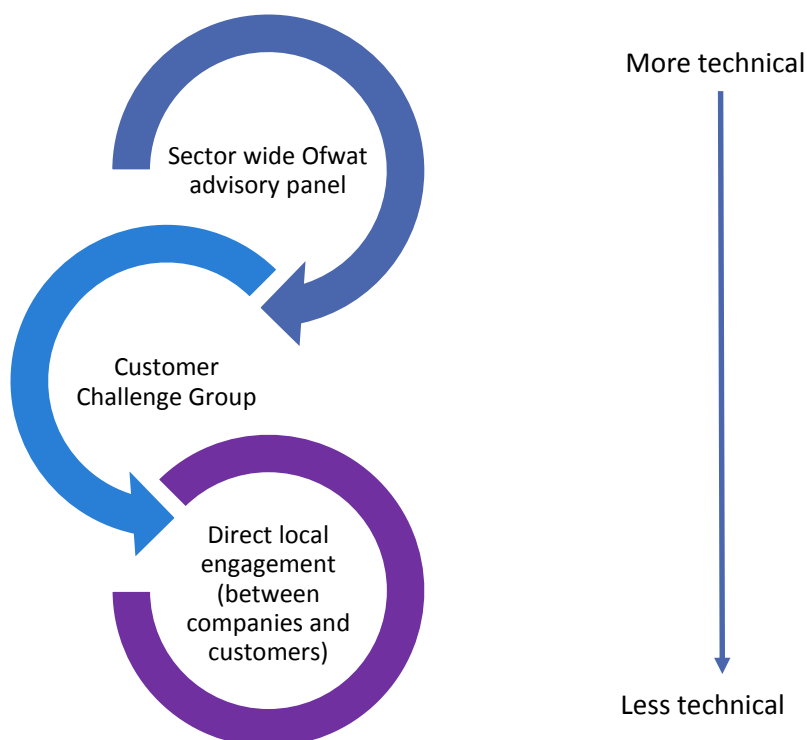 More technical
Sector wide Ofwat
advisory panel
Customer
Challenge Group
Direct local
engagement
(between
companies and
customers)
Less technical